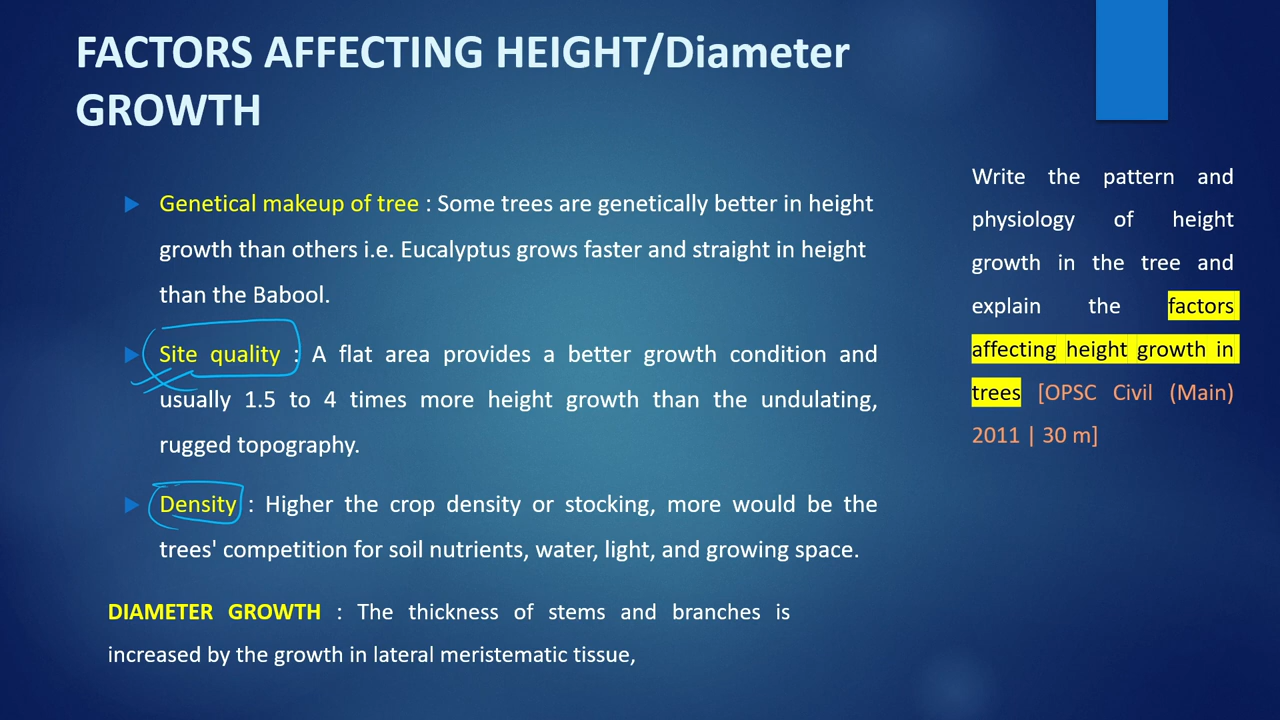 FACTORS AFFECTING HEIGHT/Diameter
GROWTH
Genetical makeup of tree : Some trees are genetically better in height
growth than others i.e. Eucalyptus grows faster and straight in height
than the Babool.
Site quality : A flat area provides a better growth condition and
usually 1.5 to 4 times more height growth than the undulating,
rugged topography.
Density : Higher the crop density or stocking, more would be the
trees' competition for soil nutrients, water, light, and growing space.
DIAMETER GROWTH : The thickness of stems and branches is
increased by the growth in lateral meristematic tissue,
Write the pattern and
physiology of height
growth in the tree and
explain the factors
affecting height growth in
trees [OPSC Civil (Main)
2011 | 30 m]